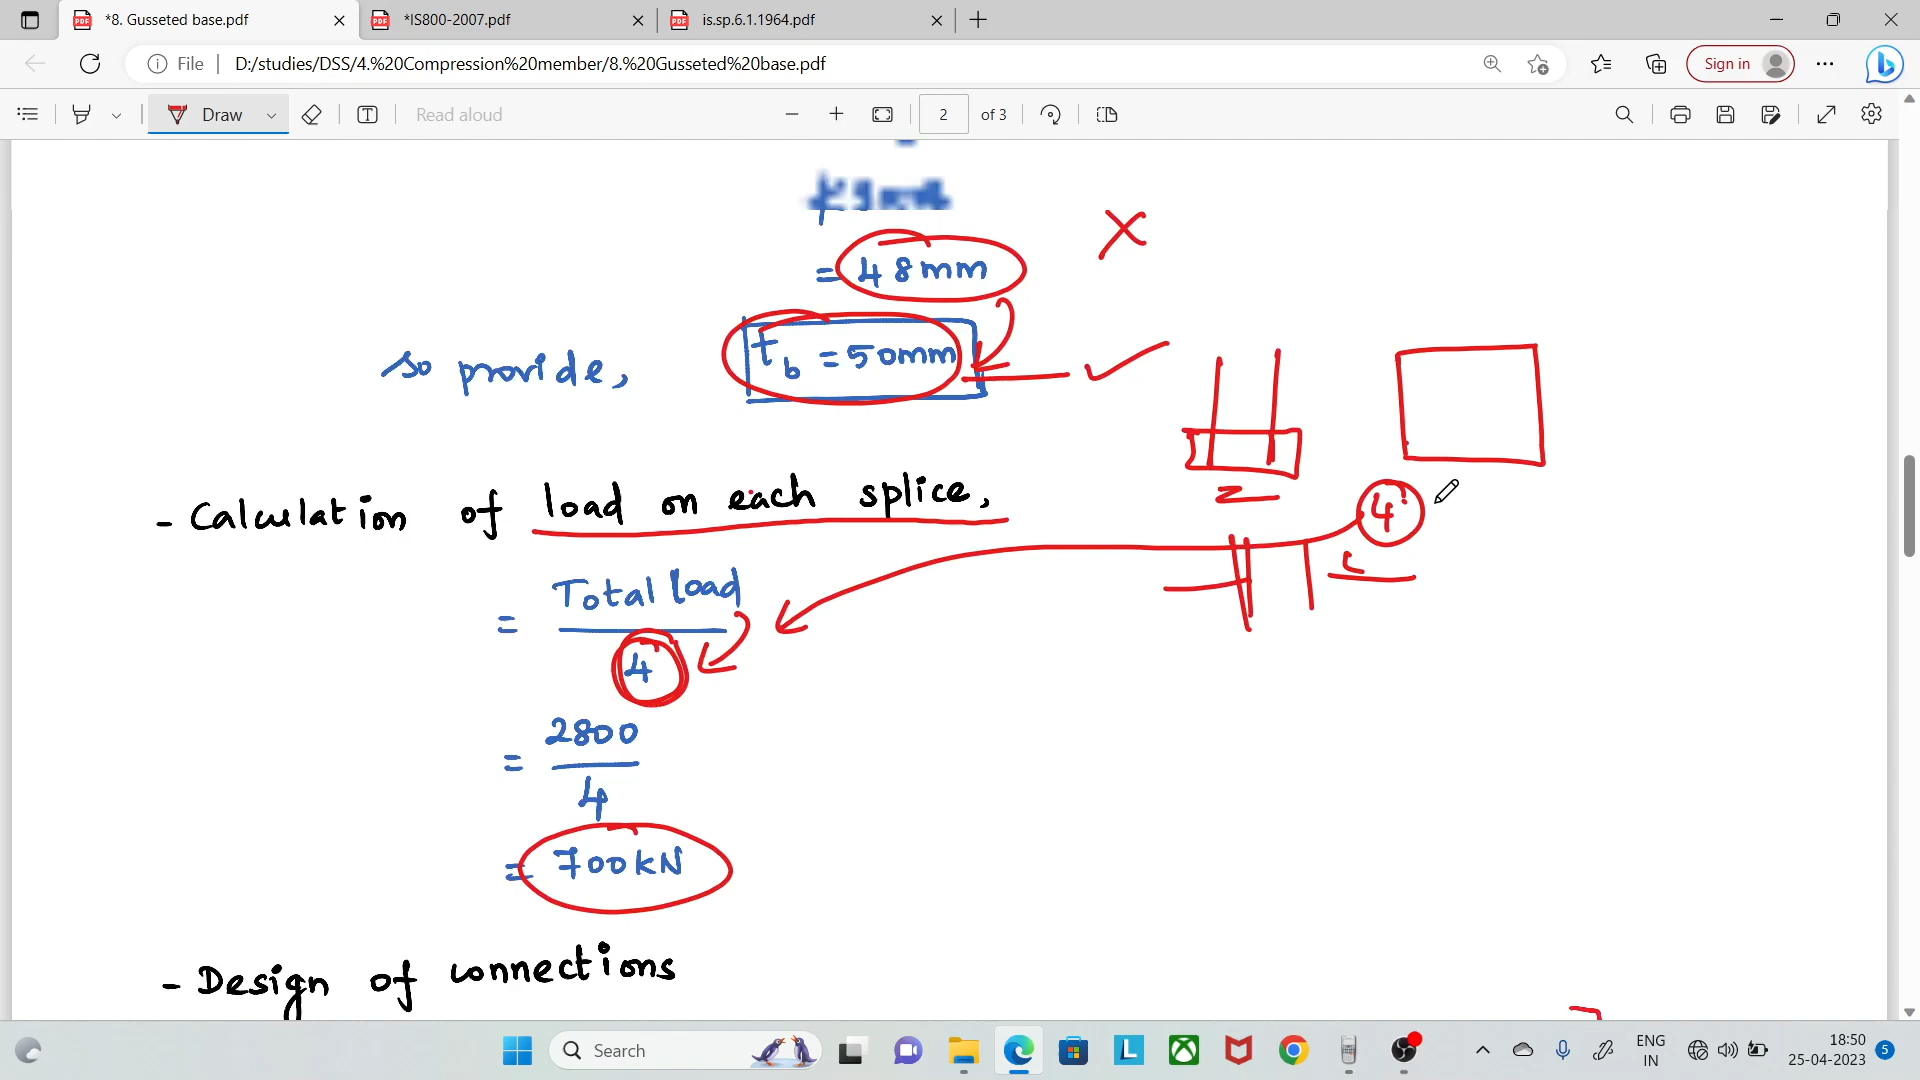 *8. Gusseted base.pdf
*IS800-2007.pdf
is.sp.6.1.1964.pdf
File
D:/studies/DSS/4.%20Compression%20member/8.%20Gusseted%20base.pdf
Sign in
Draw
Read aloud
2
of 3
= 48mm
so provide, tb = 50mm
- Calculation of load on each splice,
4
= Total load
4
= 2800
4
= 700kN
- Design of connections
Search
ENG
IN
18:50
25-04-2023
5